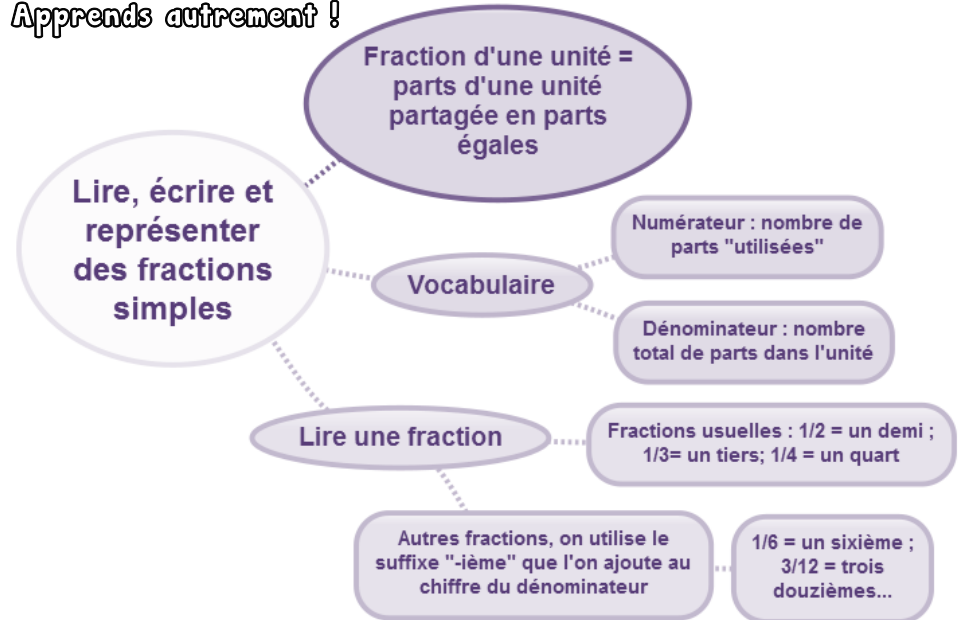 Apprends autrement !
Fraction d'une unité =
parts d'une unité
partagée en parts
égales
Lire, écrire et
représenter
des fractions
simples
Vocabulaire
Numérateur : nombre de
parts "utilisées"
Dénominateur : nombre
total de parts dans l'unité
Lire une fraction
Fractions usuelles : 1/2 = un demi ;
1/3= un tiers; 1/4 = un quart
Autres fractions, on utilise le
suffixe "-ième" que l'on ajoute au
chiffre du dénominateur
1/6 = un sixième ;
3/12 = trois
douzièmes...